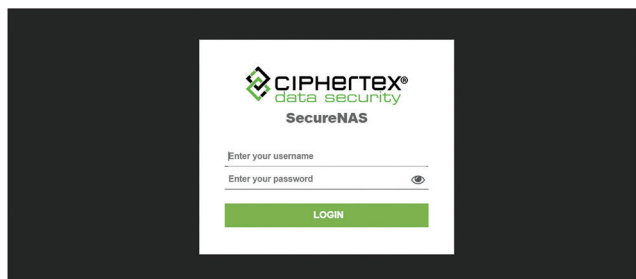 CIPHERTEX®
data security
SecureNAS
Enter your username
Enter your password
LOGIN